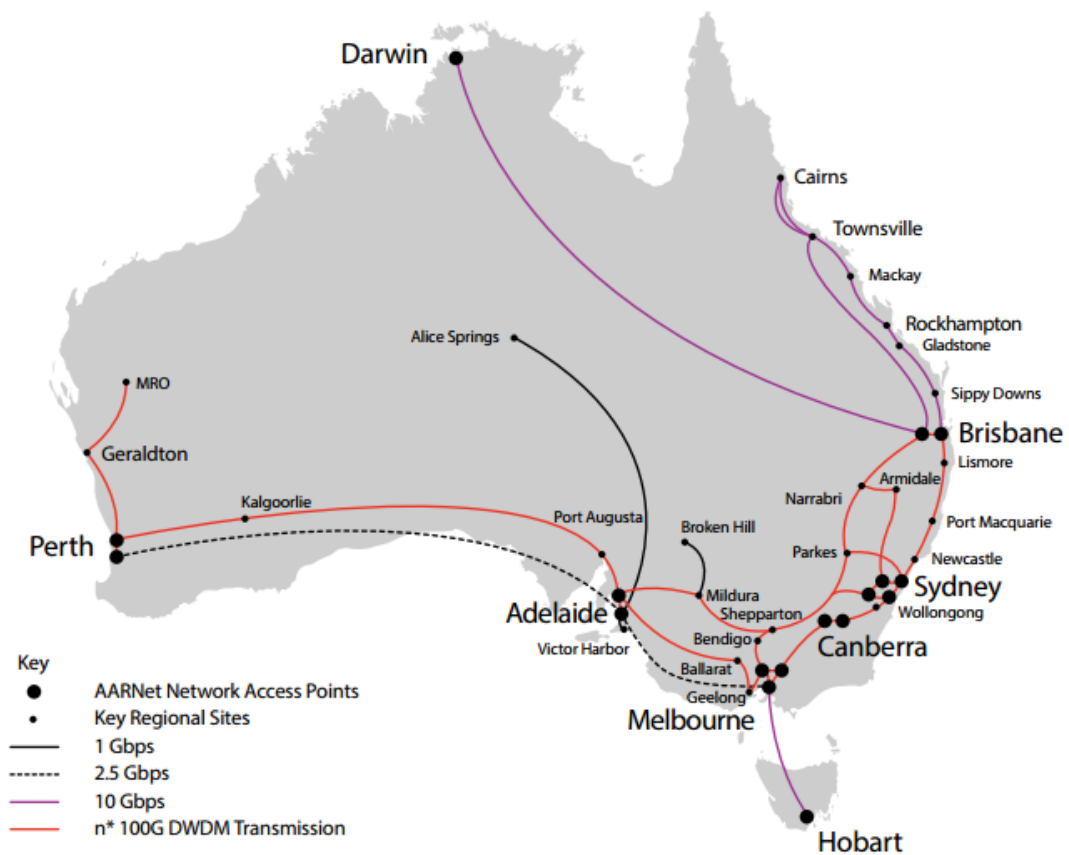 Darwin
Cairns
Townsville
Mackay
Alice Springs
Rockhampton
Gladstone
MRO
Sippy Downs
Brisbane
Geraldton
Lismore
Armidale
Narrabri
Kalgoorlie
Port Augusta
Broken Hill
Port Macquarie
Perth
Parkes
Newcastle
Sydney
Adelaide
Mildura
Wollongong
Shepparton
Canberra
Victor Harbor
Bendigo
Ballarat
Geelong
Melbourne
Hobart
Key
AARNet Network Access Points
Key Regional Sites
1 Gbps
2.5 Gbps
10 Gbps
n* 100G DWDM Transmission